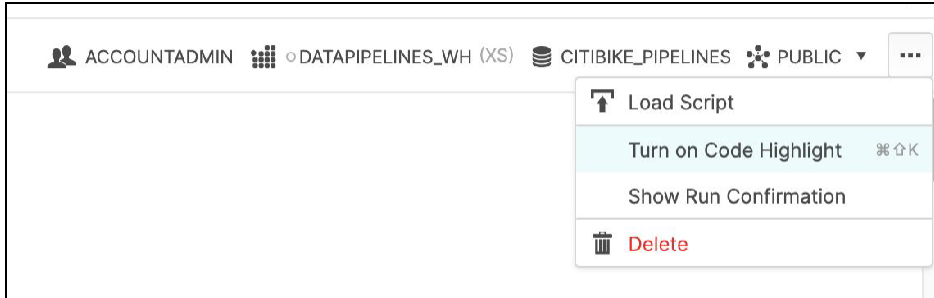 ACCOUNTADMIN DATAPIPELINES_WH (XS) CITIBIKE_PIPELINES PUBLIC ▼ •••
Load Script
Turn on Code Highlight ⌘⇧K
Show Run Confirmation
Delete